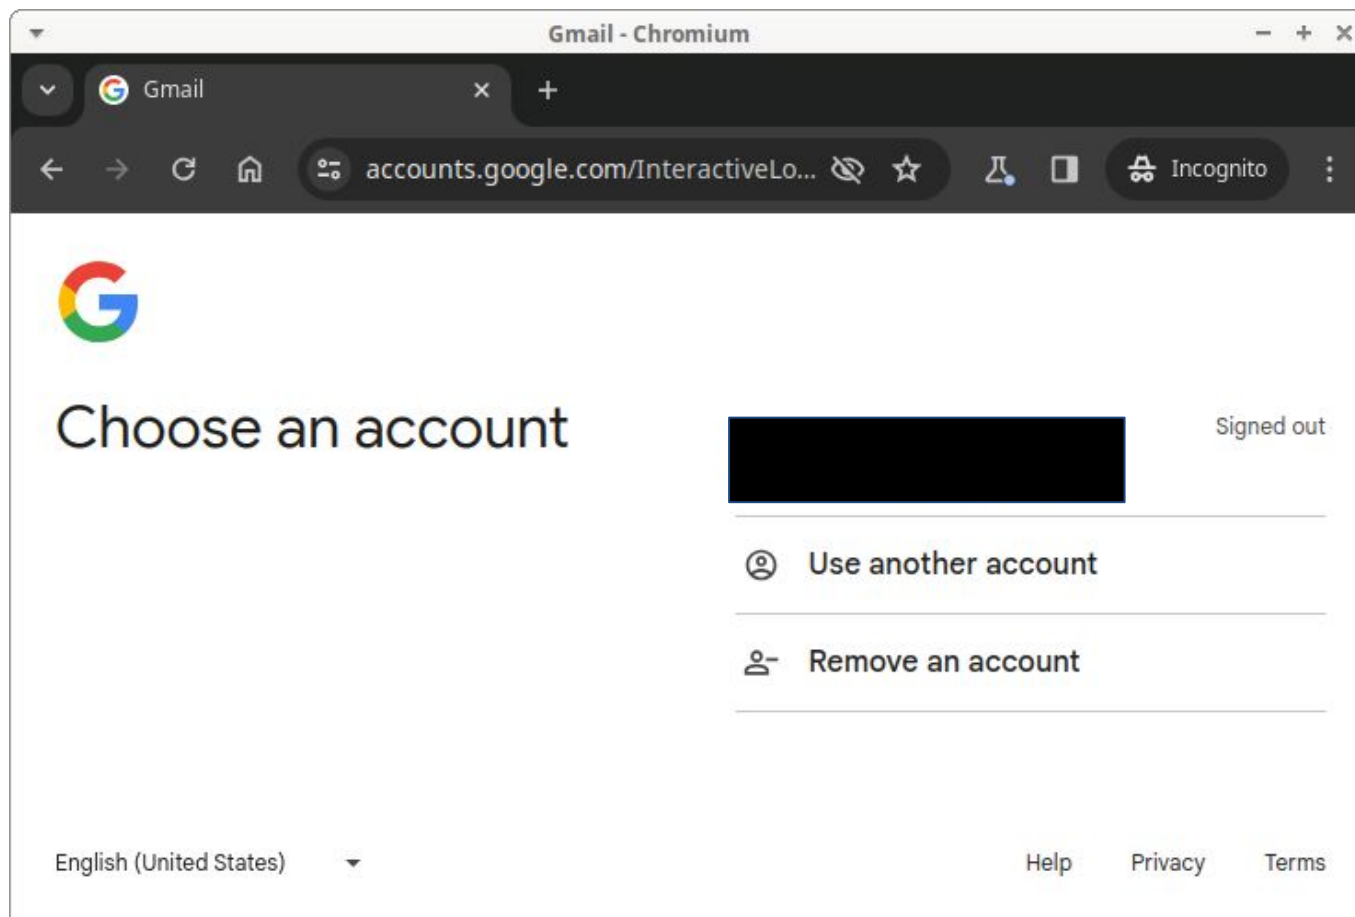 Gmail - Chromium
Gmail
accounts.google.com/InteractiveLo...
Incognito
Choose an account
Signed out
Use another account
Remove an account
English (United States)
Help Privacy Terms